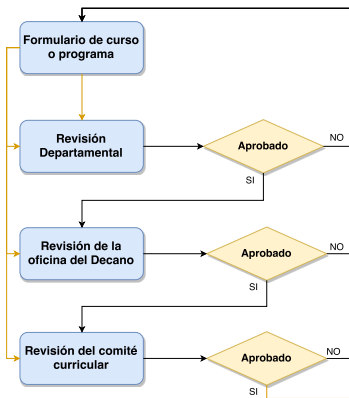 Formulario de curso
o programa
Revisión
Departamental
Aprobado
NO
SI
Revisión de la
oficina del Decano
Aprobado
NO
SI
Revisión del comité
curricular
Aprobado
NO
SI